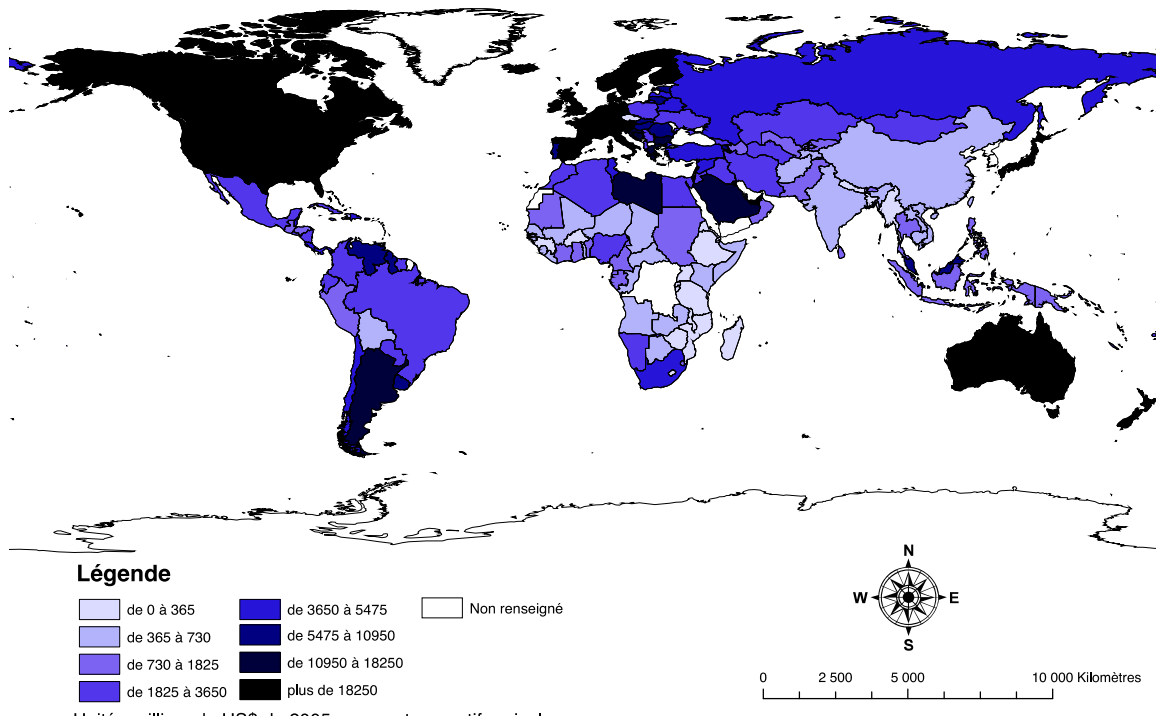 Légende
de 0 à 365
de 365 à 730
de 730 à 1825
de 1825 à 3650
de 3650 à 5475
de 5475 à 10950
de 10950 à 18250
plus de 18250
Non renseigné
N
W E
S
0 2 500 5 000 10 000 Kilomètres